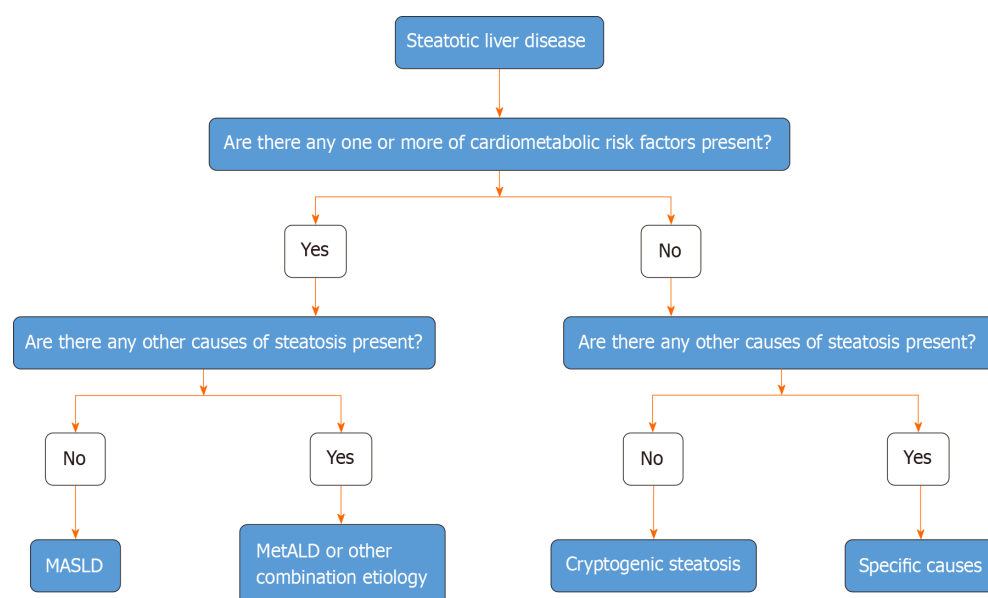 Steatotic liver disease
Are there any one or more of cardiometabolic risk factors present?
Yes
No
Are there any other causes of steatosis present?
Are there any other causes of steatosis present?
No
Yes
No
Yes
MASLD
MetALD or other
combination etiology
Cryptogenic steatosis
Specific causes